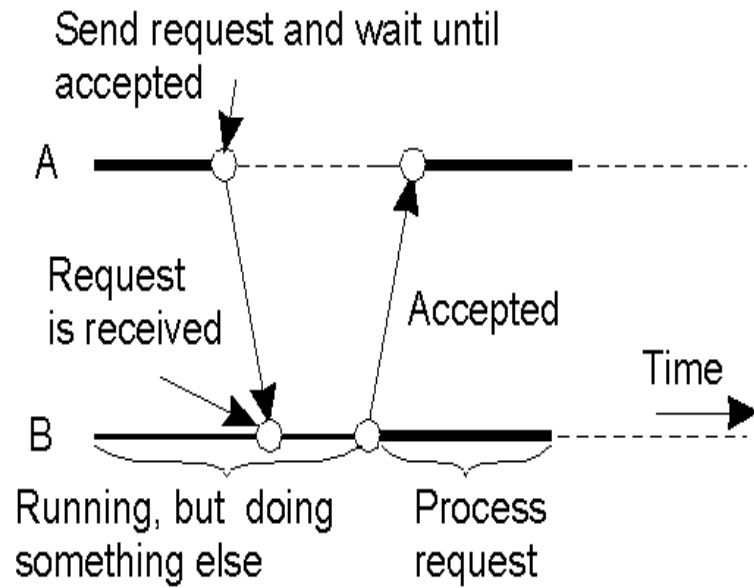 Send request and wait until
accepted
A
Request
is received
Accepted
Time
B
Running, but doing
something else
Process
request